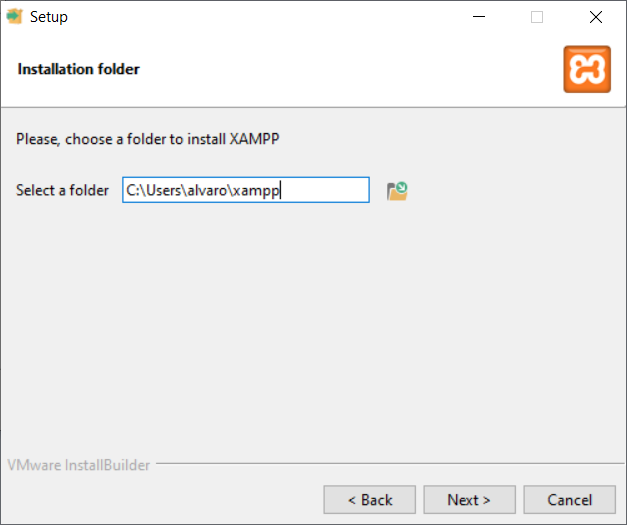 Setup
Installation folder
Please, choose a folder to install XAMPP
Select a folder C:\Users\alvaro\xampp
VMware InstallBuilder
< Back Next > Cancel